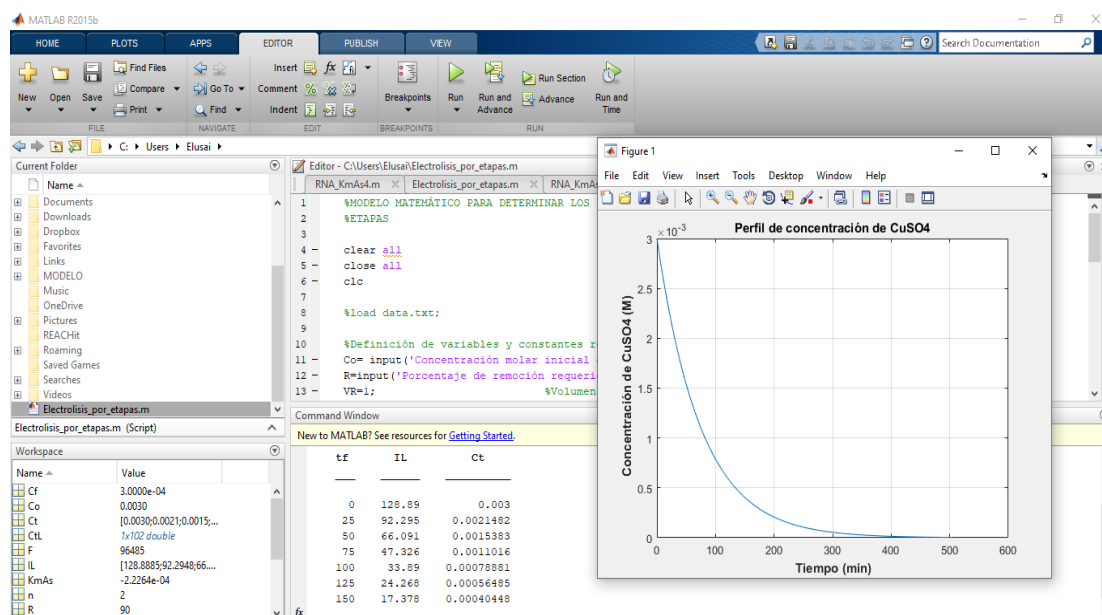 MATLAB R2015b
HOME PLOTS APPS EDITOR PUBLISH VIEW Search Documentation
New Open Save Find Files Compare Print Go To Find
Insert fx Comment % Indent
Breakpoints Run Run and Advance Run Section Advance Run and Time
FILE NAVIGATE EDIT BREAKPOINTS RUN
C: Users Elusai
Current Folder
Name
Documents
Downloads
Dropbox
Favorites
Links
MODELO
Music
OneDrive
Pictures
REACHit
Roaming
Saved Games
Searches
Videos
Electrolisis_por_etapas.m
Electrolisis_por_etapas.m (Script)
Workspace
Name Value
Cf 3.0000e-04
Co 0.0030
Ct [0.0030;0.0021;0.0015;...
CtL 1x102 double
F 96485
IL [128.8885;92.2948;66....
KmAs -2.2264e-04
n 2
R 90
Editor - C:\Users\Elusai\Electrolisis_por_etapas.m
RNA_KmAs4.m Electrolisis_por_etapas.m RNA_KmAs
1 %MODELO MATEMÁTICO PARA DETERMINAR LOS
2 %ETAPAS
3
4 clear all
5 close all
6 clc
7
8 %load data.txt;
9
10 %Definición de variables y constantes r
11 Co= input('Concentración molar inicial
12 R=input('Porcentaje de remoción requeri
13 VR=1; %Volumen
Command Window
New to MATLAB? See resources for Getting Started.
tf IL Ct
0 128.89 0.003
25 92.295 0.0021482
50 66.091 0.0015383
75 47.326 0.0011016
100 33.89 0.00078881
125 24.268 0.00056485
150 17.378 0.00040448
fx
Figure 1
File Edit View Insert Tools Desktop Window Help
×10-3
Perfil de concentración de CuSO4
Concentración de CuSO4 (M)
3
2.5
2
1.5
1
0.5
0
0 100 200 300 400 500 600
Tiempo (min)